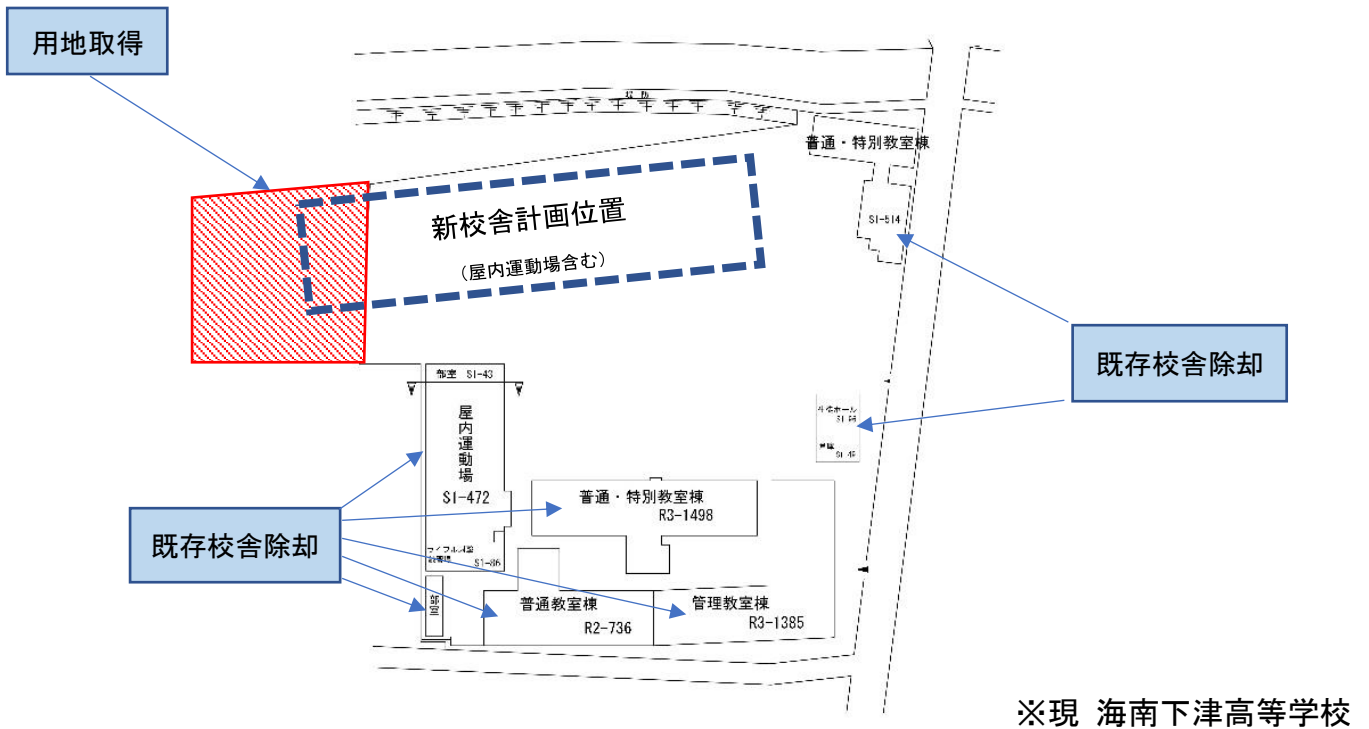 用地取得
堤防
普通・特別教室棟
新校舎計画位置
S1-514
(屋内運動場含む)
既存校舎除却
部室 S1-43
屋内運動場
S1-472
普通・特別教室棟
R3-1498
既存校舎除却
S1-86
部室
普通教室棟
R2-736
管理教室棟
R3-1385
※現 海南下津高等学校